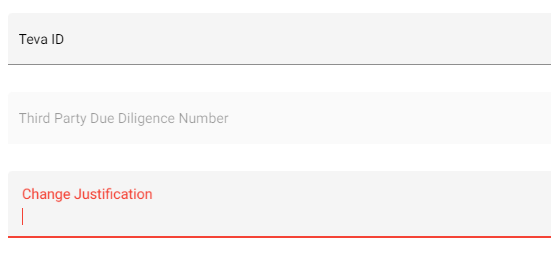 Teva ID
Third Party Due Diligence Number
Change Justification